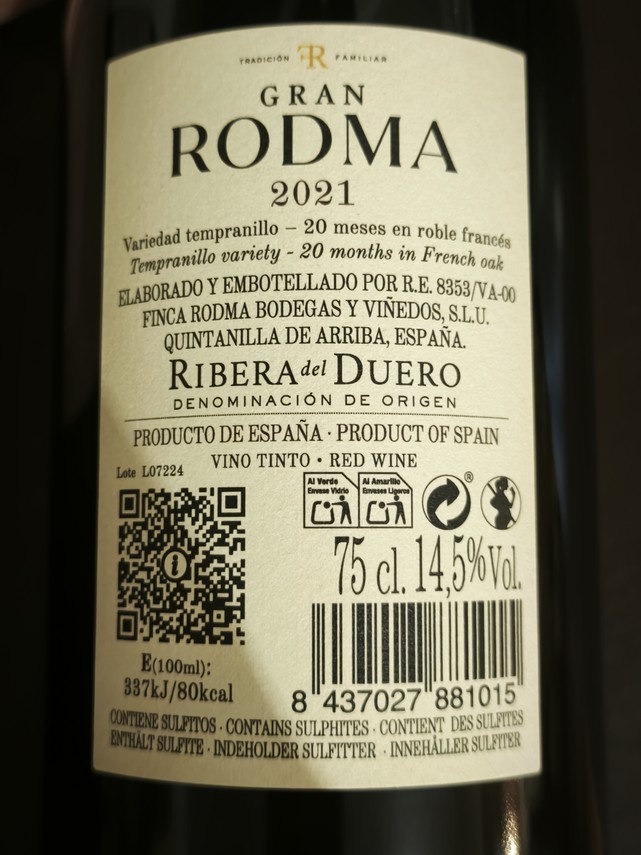 TRADICIÓN FR FAMILIAR
GRAN
RODMA
2021
Variedad tempranillo – 20 meses en roble francés
Tempranillo variety - 20 months in French oak
ELABORADO Y EMBOTELLADO POR R.E. 8353/VA-00
FINCA RODMA BODEGAS Y VIÑEDOS, S.L.U.
QUINTANILLA DE ARRIBA, ESPAÑA.
RIBERA del DUERO
DENOMINACIÓN DE ORIGEN
PRODUCTO DE ESPAÑA · PRODUCT OF SPAIN
VINO TINTO • RED WINE
Lote L07224
Al Verde
Envase Vidrio
Al Amarillo
Envases Ligeros
®
i
75 cl. 14,5%Vol.
E(100ml):
337kJ/80kcal
8 437027 881015
CONTIENE SULFITOS · CONTAINS SULPHITES · CONTIENT DES SULFITES
ENTHÄLT SULFITE · INDEHOLDER SULFITTER · INNEHÅLLER SULFITER